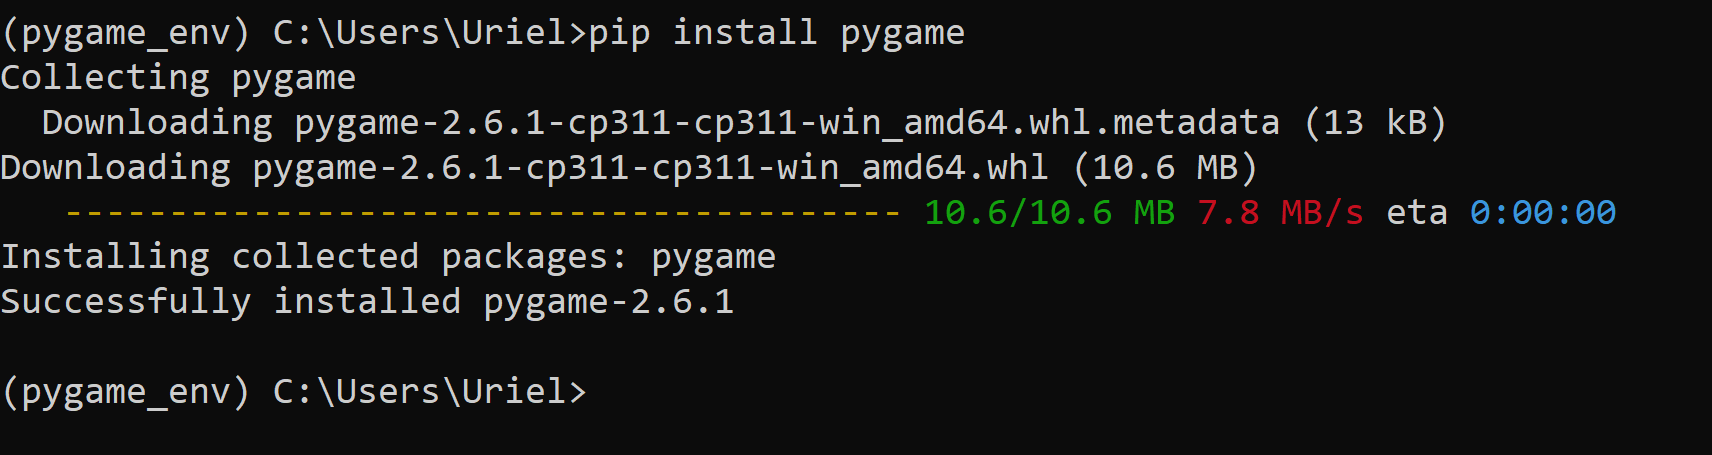 (pygame_env) C:\Users\Uriel>pip install pygame
Collecting pygame
  Downloading pygame-2.6.1-cp311-cp311-win_amd64.whl.metadata (13 kB)
Downloading pygame-2.6.1-cp311-cp311-win_amd64.whl (10.6 MB)
   ---------------------------------------- 10.6/10.6 MB 7.8 MB/s eta 0:00:00
Installing collected packages: pygame
Successfully installed pygame-2.6.1
(pygame_env) C:\Users\Uriel>